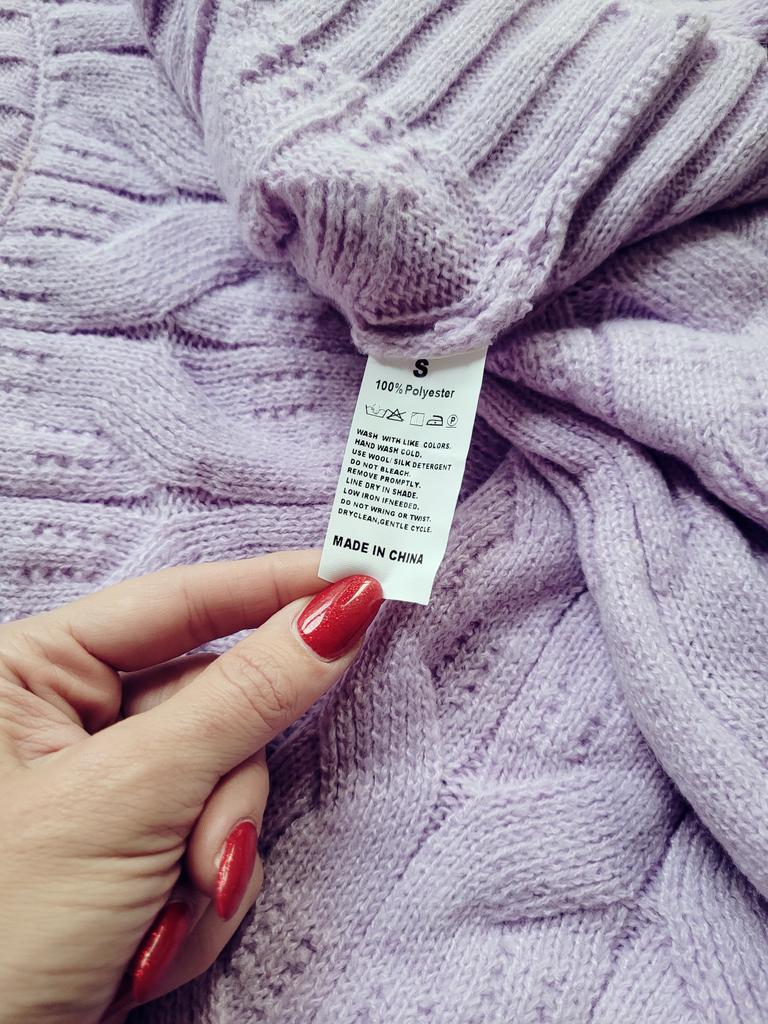 S
100% Polyester
WASH WITH LIKE COLORS.
HAND WASH COLD.
USE WOOL: SILK DETERGENT
DO NOT BLEACH.
REMOVE PROMPTLY.
LINE DRY IN SHADE.
LOW IRON IFNEEDED.
DO NOT WRING OR TWIST.
DRYCLEAN,GENTLE CYCLE.
MADE IN CHINA